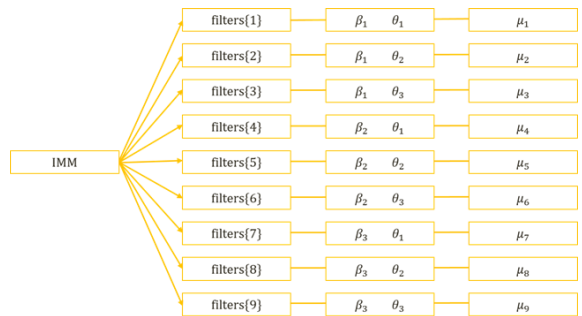 filters{1} β₁ θ₁ μ₁
filters{2} β₁ θ₂ μ₂
filters{3} β₁ θ₃ μ₃
filters{4} β₂ θ₁ μ₄
IMM filters{5} β₂ θ₂ μ₅
filters{6} β₂ θ₃ μ₆
filters{7} β₃ θ₁ μ₇
filters{8} β₃ θ₂ μ₈
filters{9} β₃ θ₃ μ₉